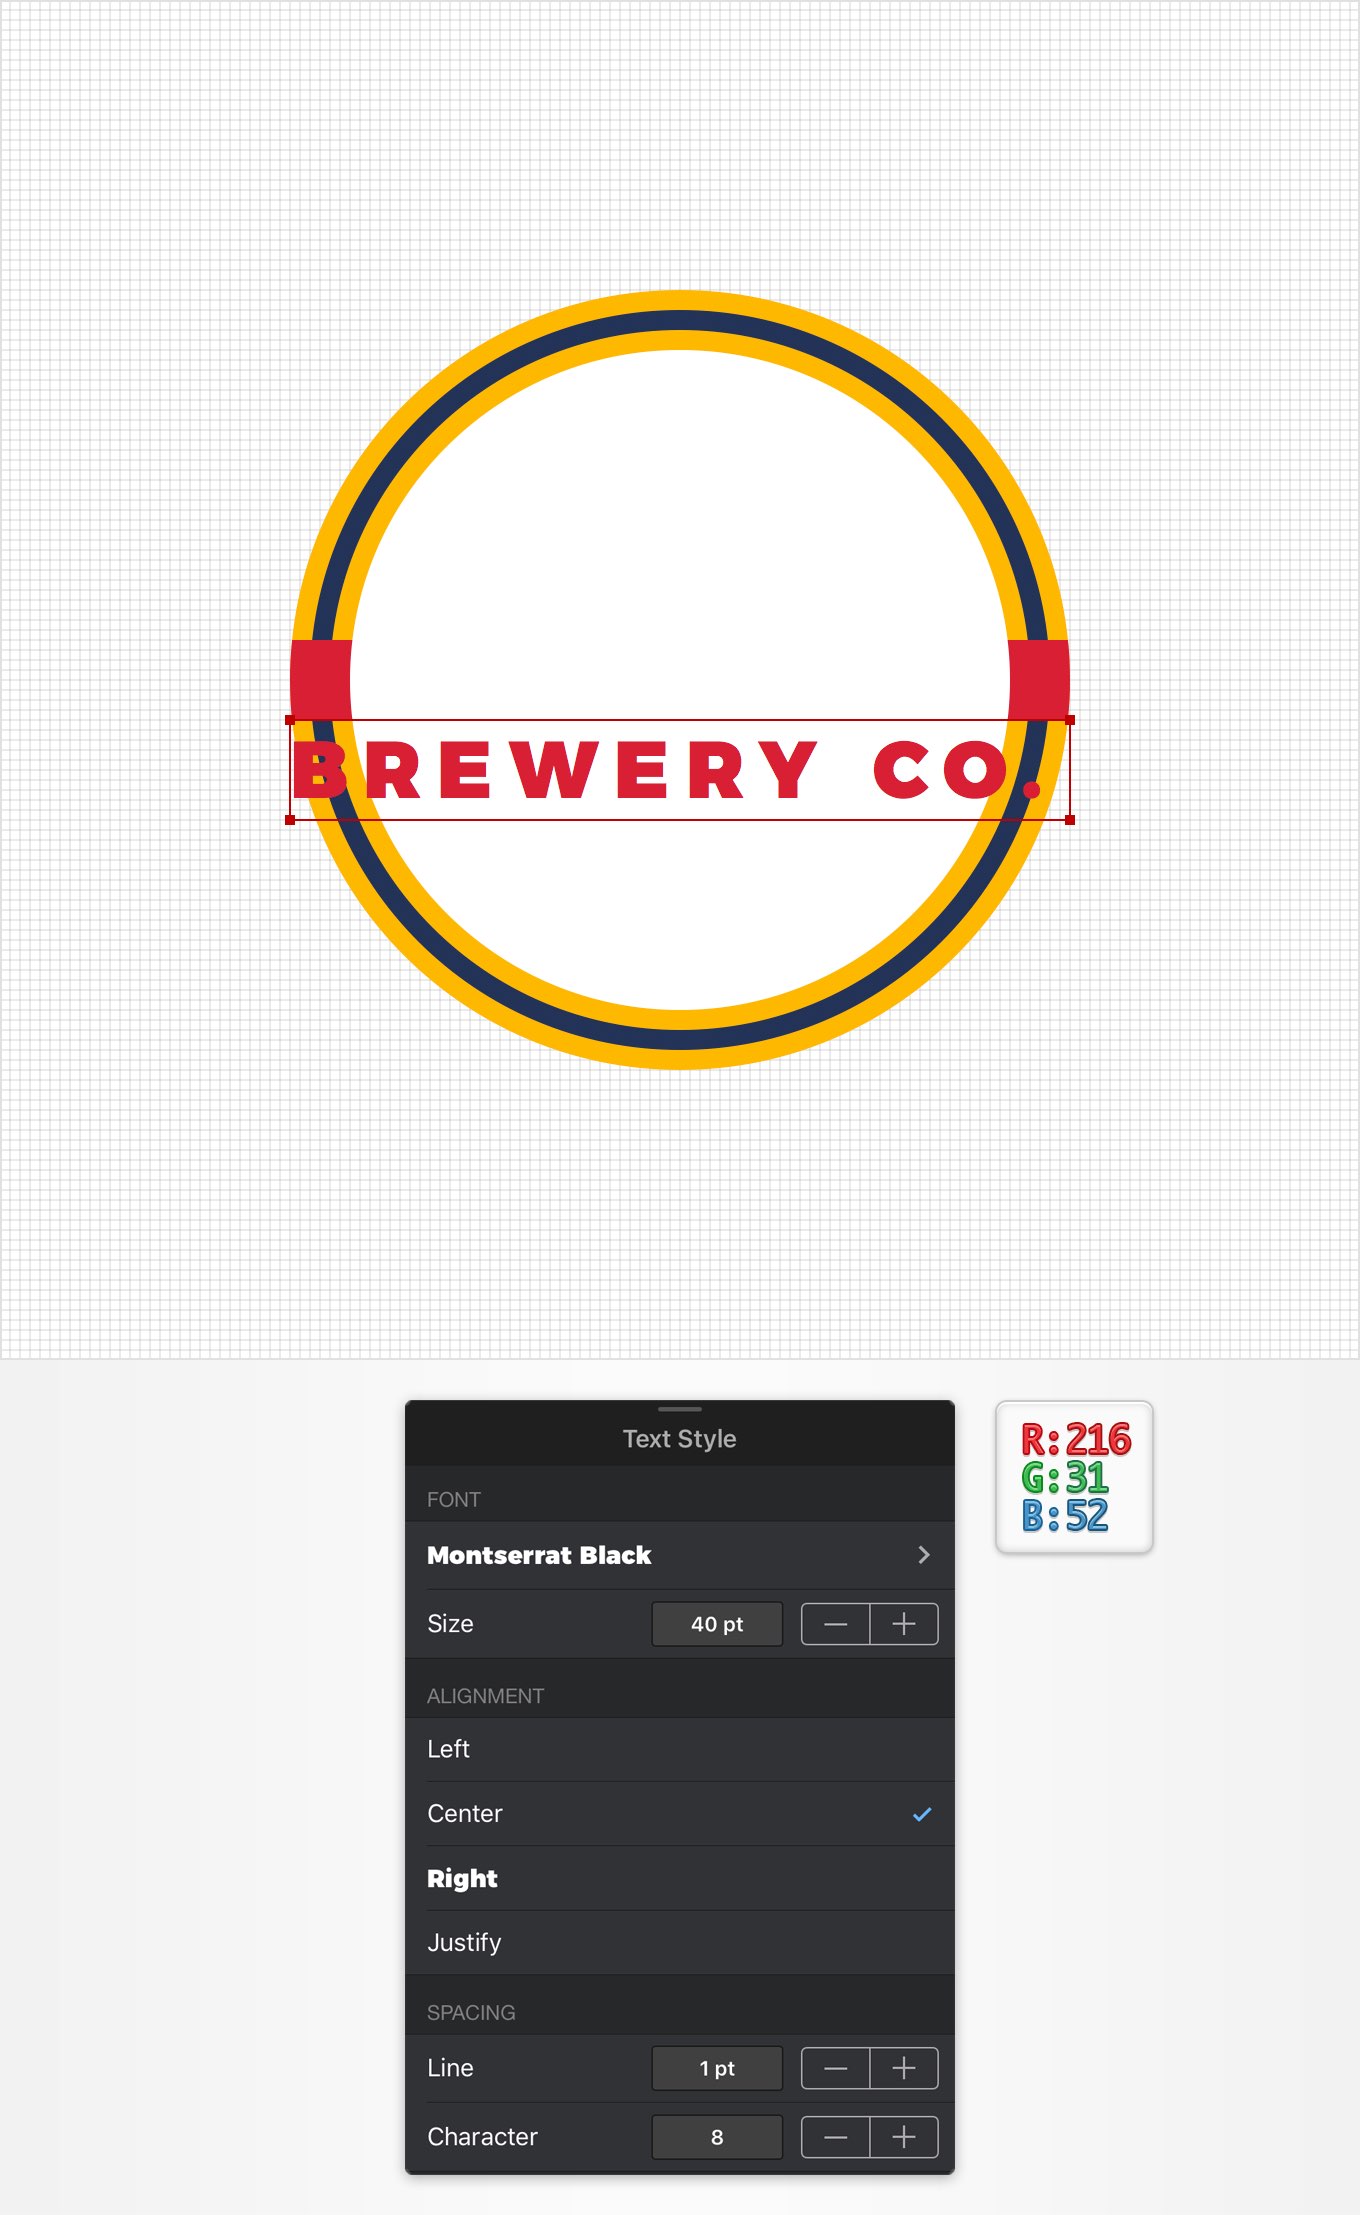 BREWERY CO.
Text Style
FONT
Montserrat Black
Size 40 pt
ALIGNMENT
Left
Center
Right
Justify
SPACING
Line 1 pt
Character 8
R:216
G:31
B:52